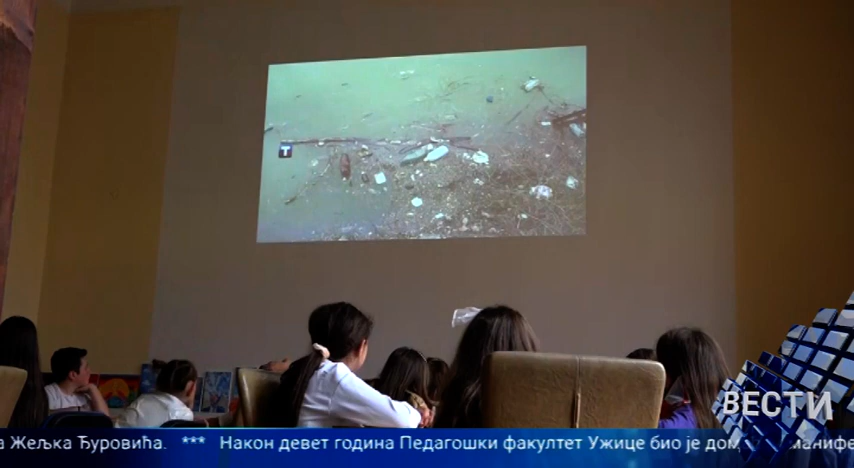 T
ВЕСТИ
а Жељка Ђуровића. *** Након девет година Педагошки факултет Ужице био је дом